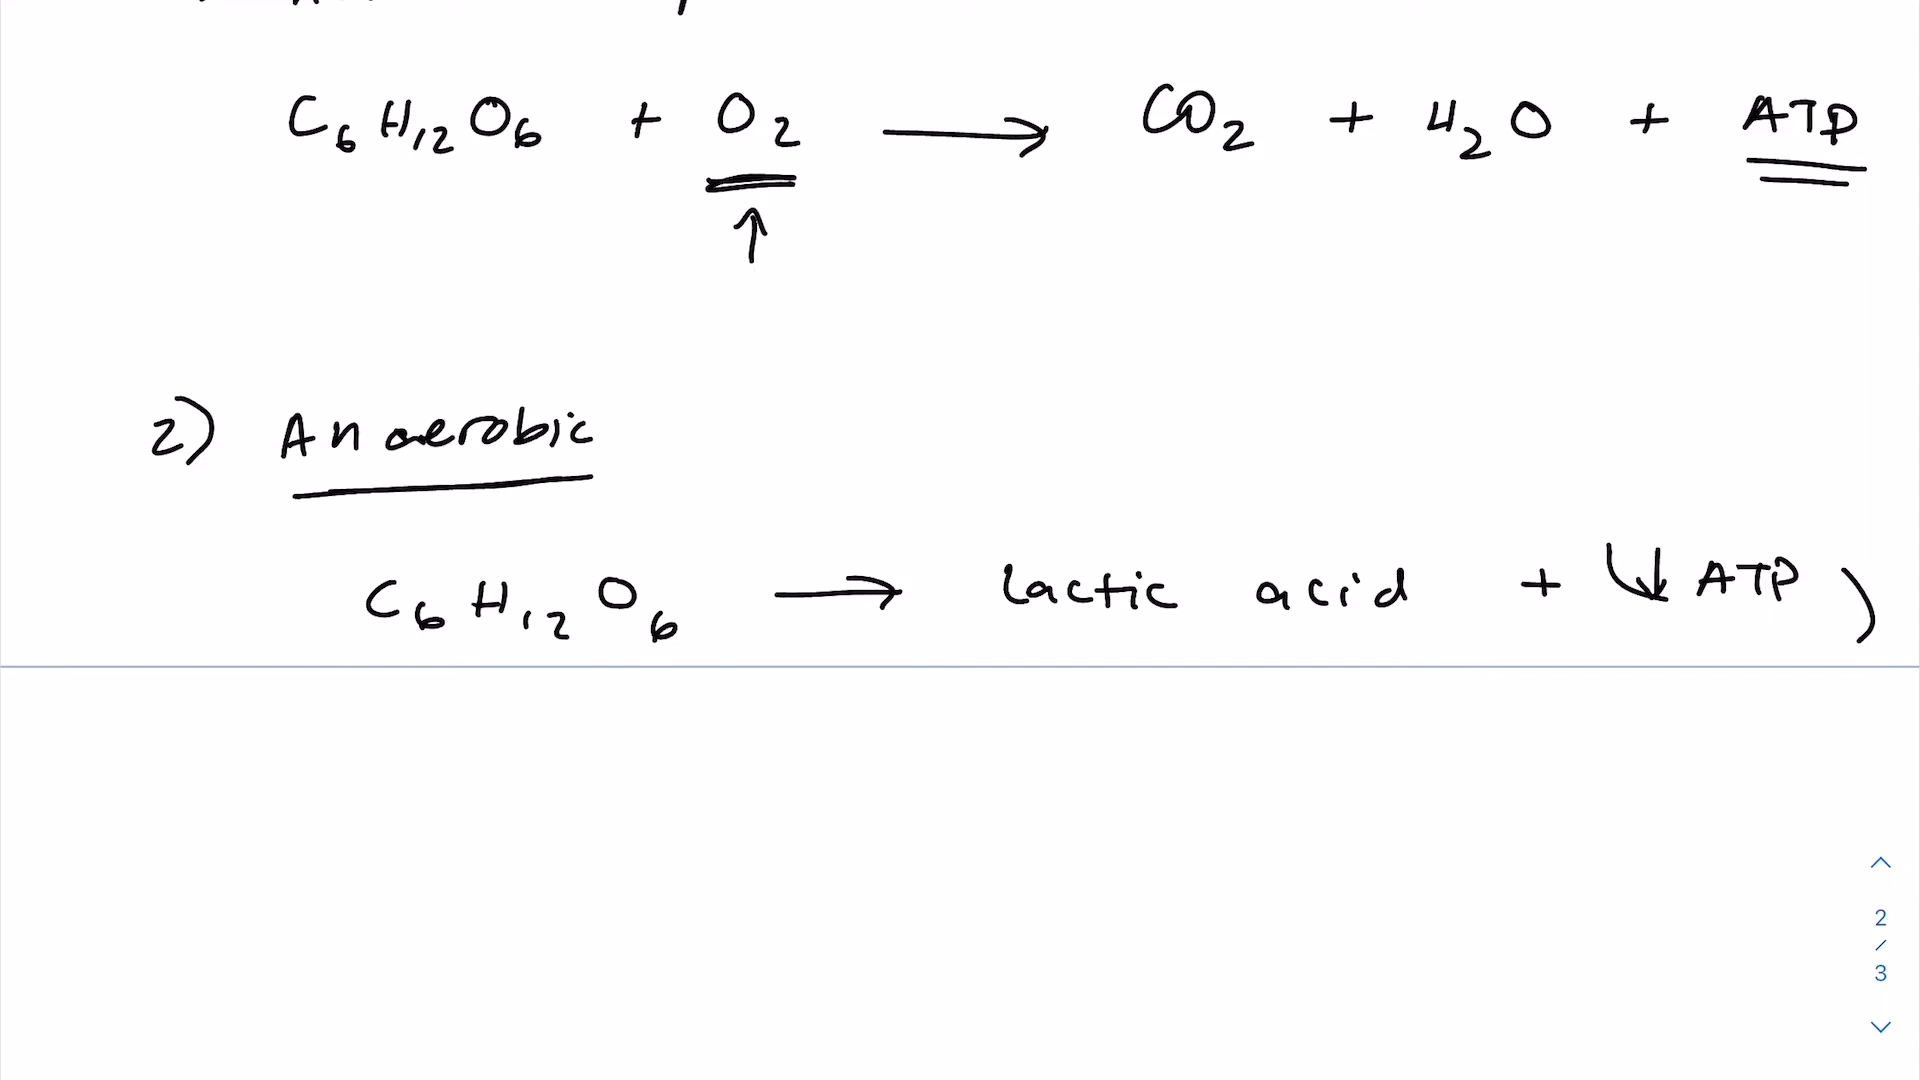 C₆H₁₂O₆ + O₂ → CO₂ + H₂O + ATP
↑
2) Anaerobic
C₆H₁₂O₆ → Lactic acid + ↓ ATP )
2
/
3